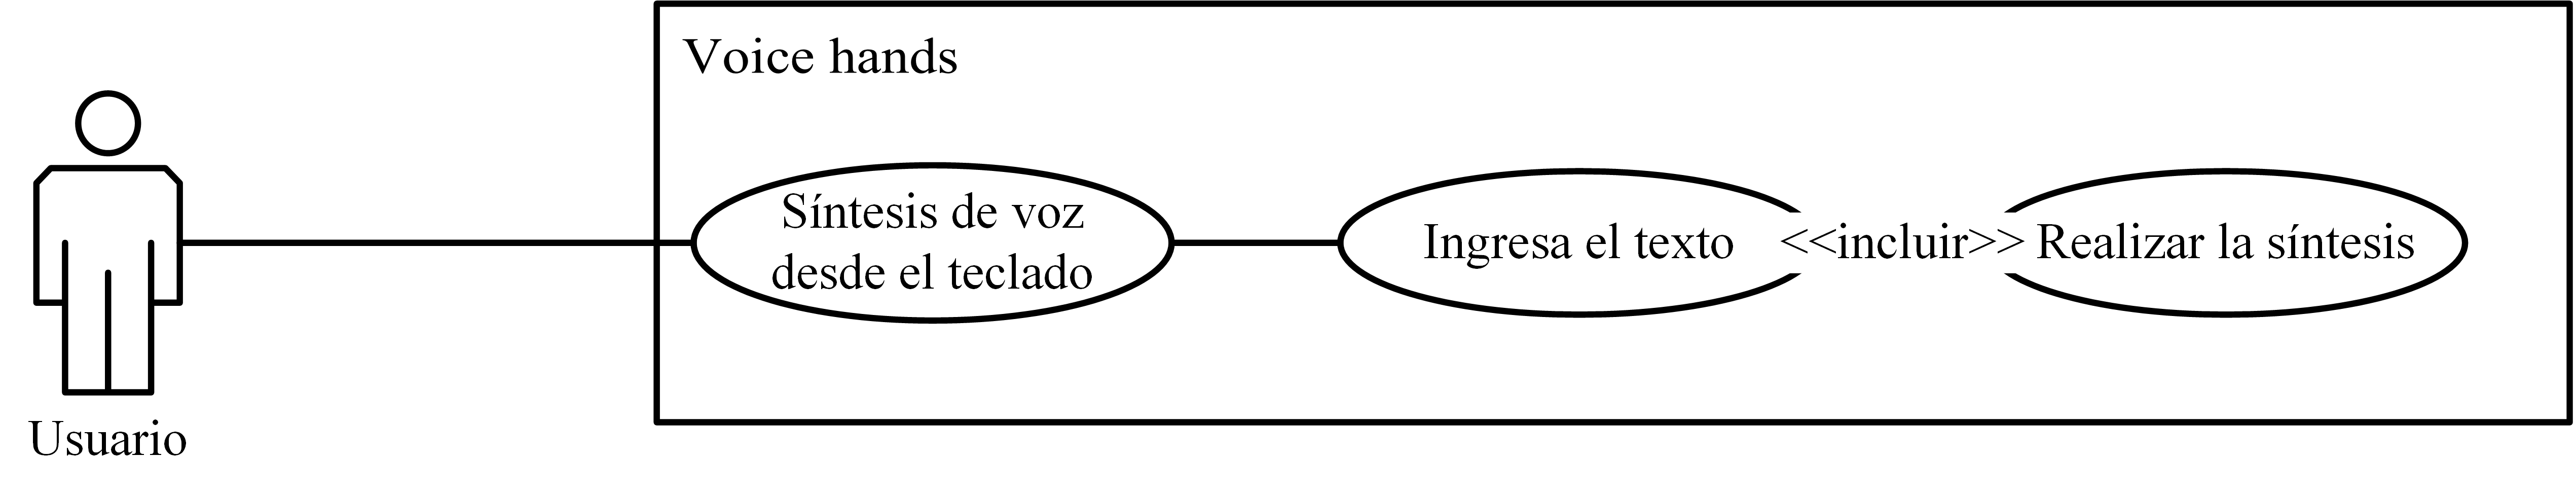 Voice hands
Síntesis de voz
desde el teclado
Ingresa el texto
<<incluir>>
Realizar la síntesis
Usuario